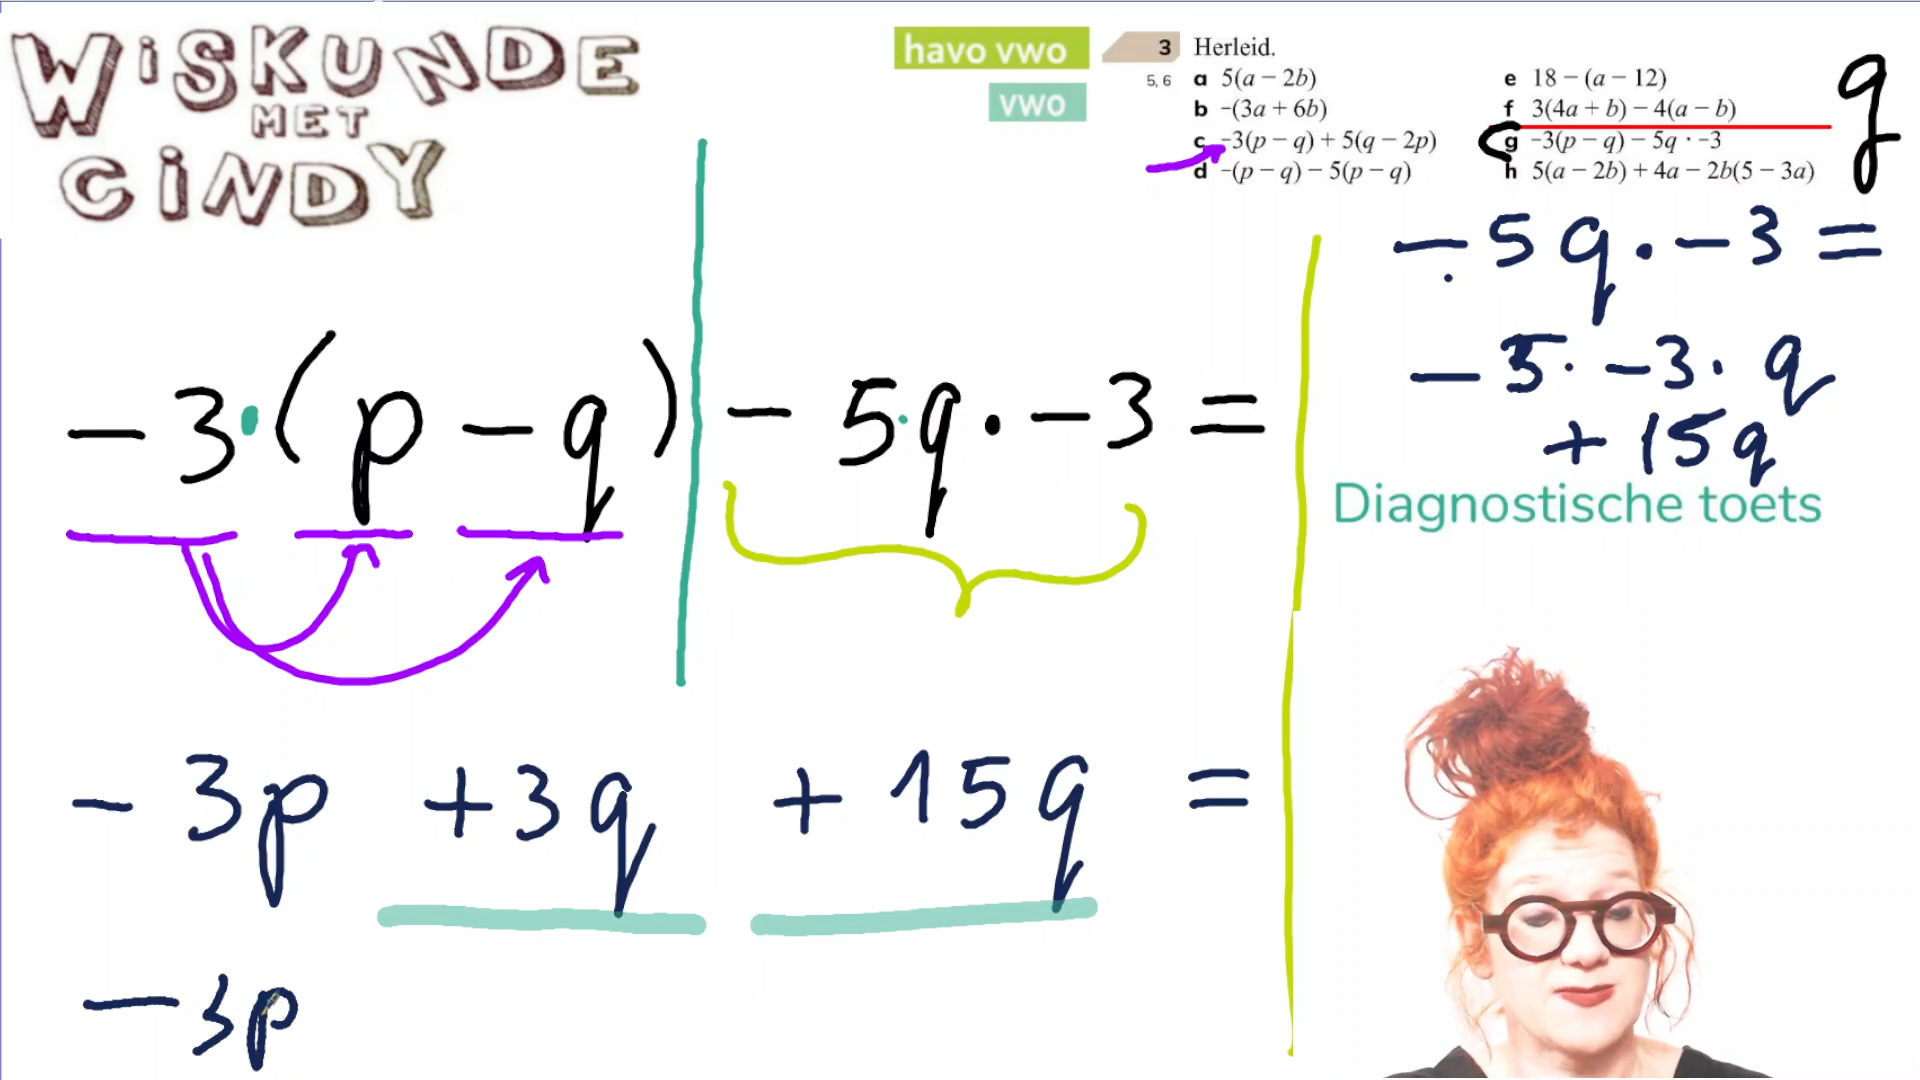 WiSKUNDE
MET
CiNDY
havo vwo
vwo
3 Herleid.
5, 6 a 5(a − 2b)
b -(3a + 6b)
c -3(p − q) + 5(q − 2p)
d -(p − q) − 5(p − q)
e 18 − (a − 12)
f 3(4a + b) − 4(a − b)
g -3(p − q) − 5q · -3
h 5(a − 2b) + 4a − 2b(5 − 3a)
g
− 5q · − 3 =
− 5 · − 3 · q
+ 15q
Diagnostische toets
− 3 · (p − q) − 5 · q · − 3 =
− 3p + 3q + 15q =
− 3p